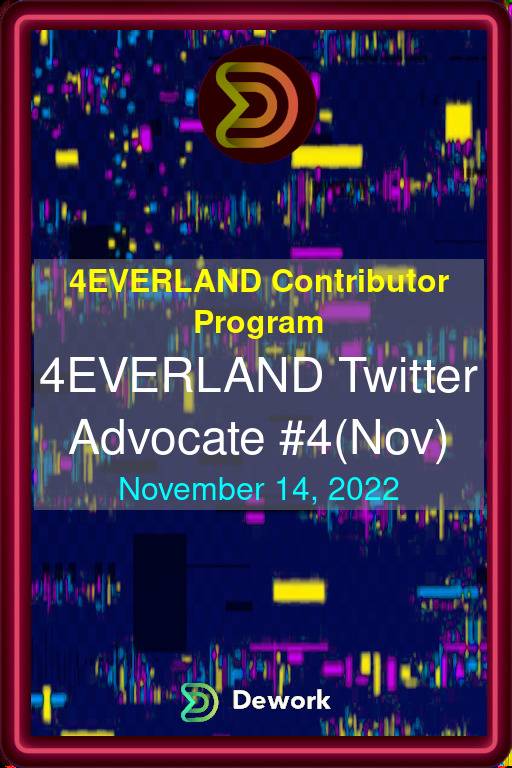 4EVERLAND Contributor
Program
4EVERLAND Twitter
Advocate #4(Nov)
November 14, 2022
Dework